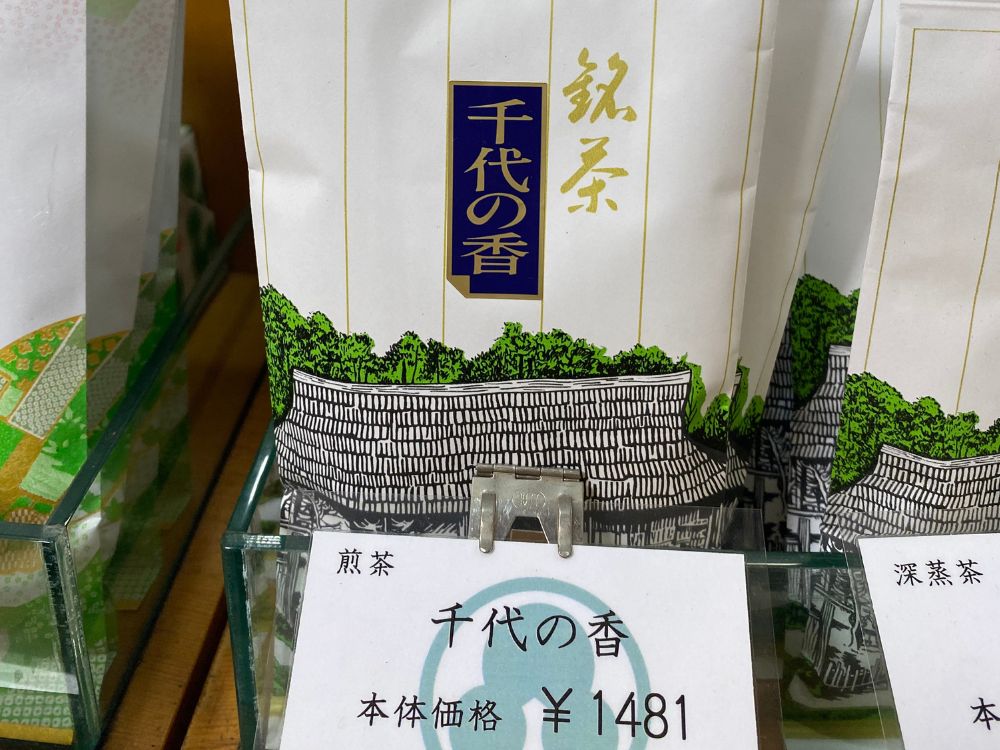 銘茶
千代の香
煎茶
千代の香
本体価格 ¥1481
深蒸茶
本